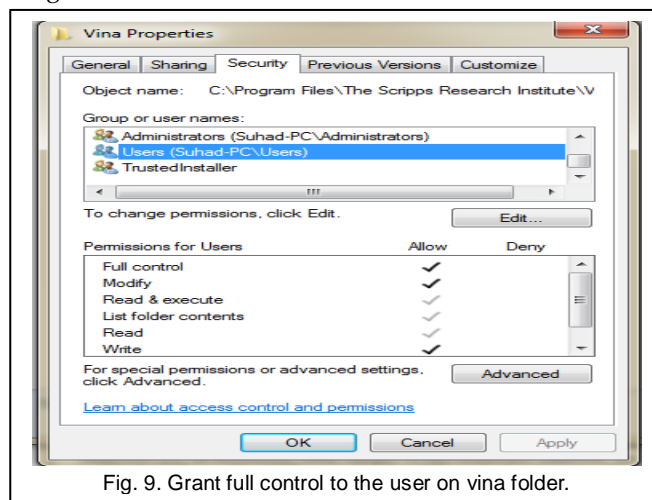 Vina Properties
General Sharing Security Previous Versions Customize
Object name: C:\Program Files\The Scripps Research Institute\V
Group or user names:
Administrators (Suhad-PC\Administrators)
Users (Suhad-PC\Users)
TrustedInstaller
To change permissions, click Edit.
Edit...
Permissions for Users Allow Deny
Full control
Modify
Read & execute
List folder contents
Read
Write
For special permissions or advanced settings,
click Advanced.
Advanced
Learn about access control and permissions
OK Cancel Apply
Fig. 9. Grant full control to the user on vina folder.